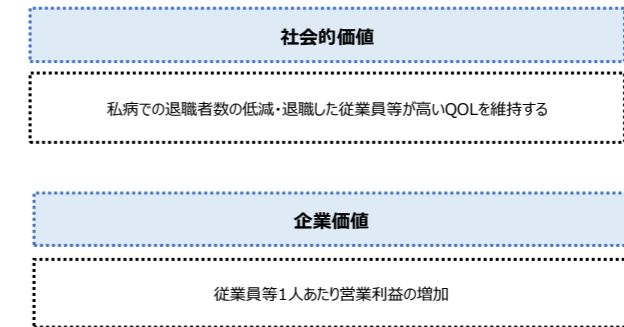 社会的価値
私病での退職者数の低減・退職した従業員等が高いQOLを維持する
企業価値
従業員等1人あたり営業利益の増加